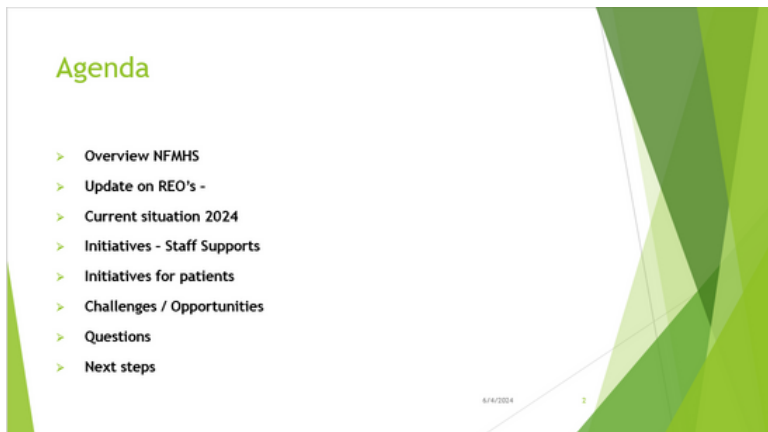 Agenda
Overview NFMHS
Update on REO's -
Current situation 2024
Initiatives - Staff Supports
Initiatives for patients
Challenges / Opportunities
Questions
Next steps
6/4/2024
2